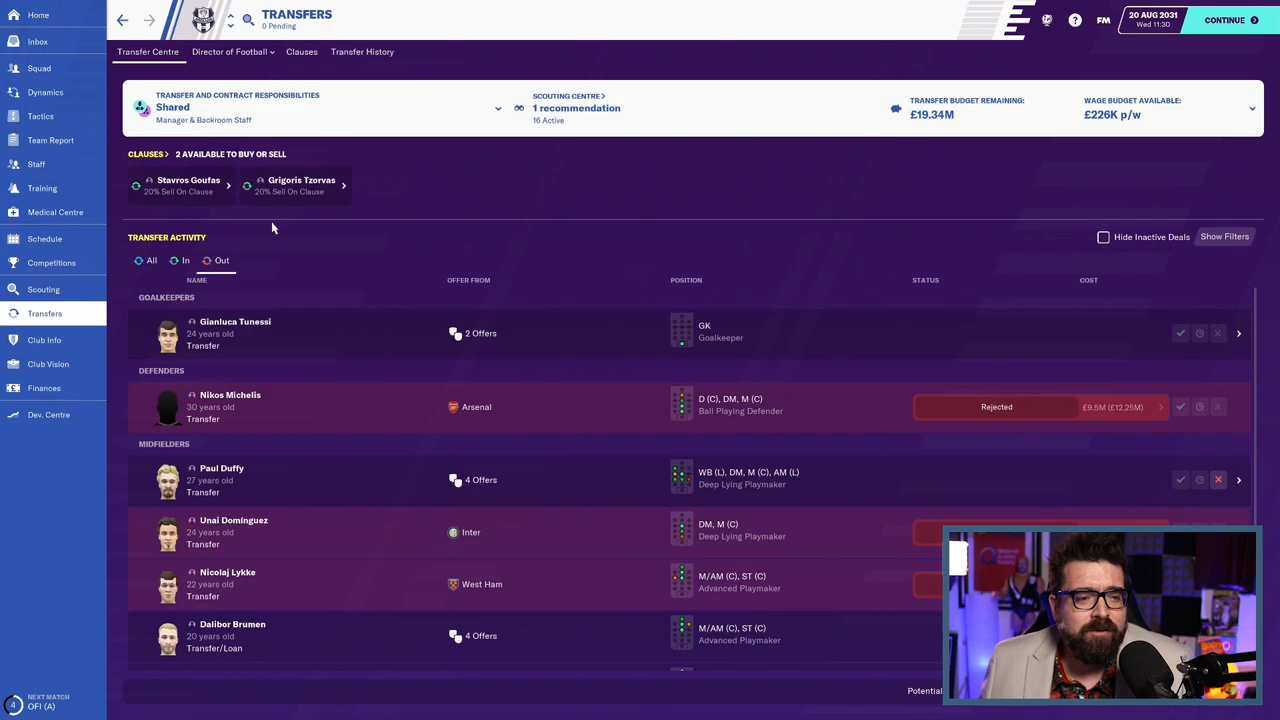 Home
Inbox
Squad
Dynamics
Tactics
Team Report
Staff
Training
Medical Centre
Schedule
Competitions
Scouting
Transfers
Club Info
Club Vision
Finances
Dev. Centre
4
NEXT MATCH
OFI (A)
TRANSFERS
0 Pending
?
FM
20 AUG 2031
Wed 11:30
CONTINUE
Transfer Centre
Director of Football
Clauses
Transfer History
TRANSFER AND CONTRACT RESPONSIBILITIES
Shared
Manager & Backroom Staff
SCOUTING CENTRE >
1 recommendation
16 Active
TRANSFER BUDGET REMAINING:
£19.34M
WAGE BUDGET AVAILABLE:
£226K p/w
CLAUSES > 2 AVAILABLE TO BUY OR SELL
Stavros Goufas
20% Sell On Clause
Grigoris Tzorvas
20% Sell On Clause
TRANSFER ACTIVITY
Hide Inactive Deals
Show Filters
All In Out
NAME OFFER FROM POSITION STATUS COST
GOALKEEPERS
Gianluca Tunessi
24 years old
Transfer
2 Offers
GK
Goalkeeper
DEFENDERS
Nikos Michelis
30 years old
Transfer
Arsenal
D (C), DM, M (C)
Ball Playing Defender
Rejected
£9.5M (£12.25M)
MIDFIELDERS
Paul Duffy
27 years old
Transfer
4 Offers
WB (L), DM, M (C), AM (L)
Deep Lying Playmaker
Unai Domínguez
24 years old
Transfer
Inter
DM, M (C)
Deep Lying Playmaker
Nicolaj Lykke
22 years old
Transfer
West Ham
M/AM (C), ST (C)
Advanced Playmaker
Dalibor Brumen
20 years old
Transfer/Loan
4 Offers
M/AM (C), ST (C)
Advanced Playmaker
Potential